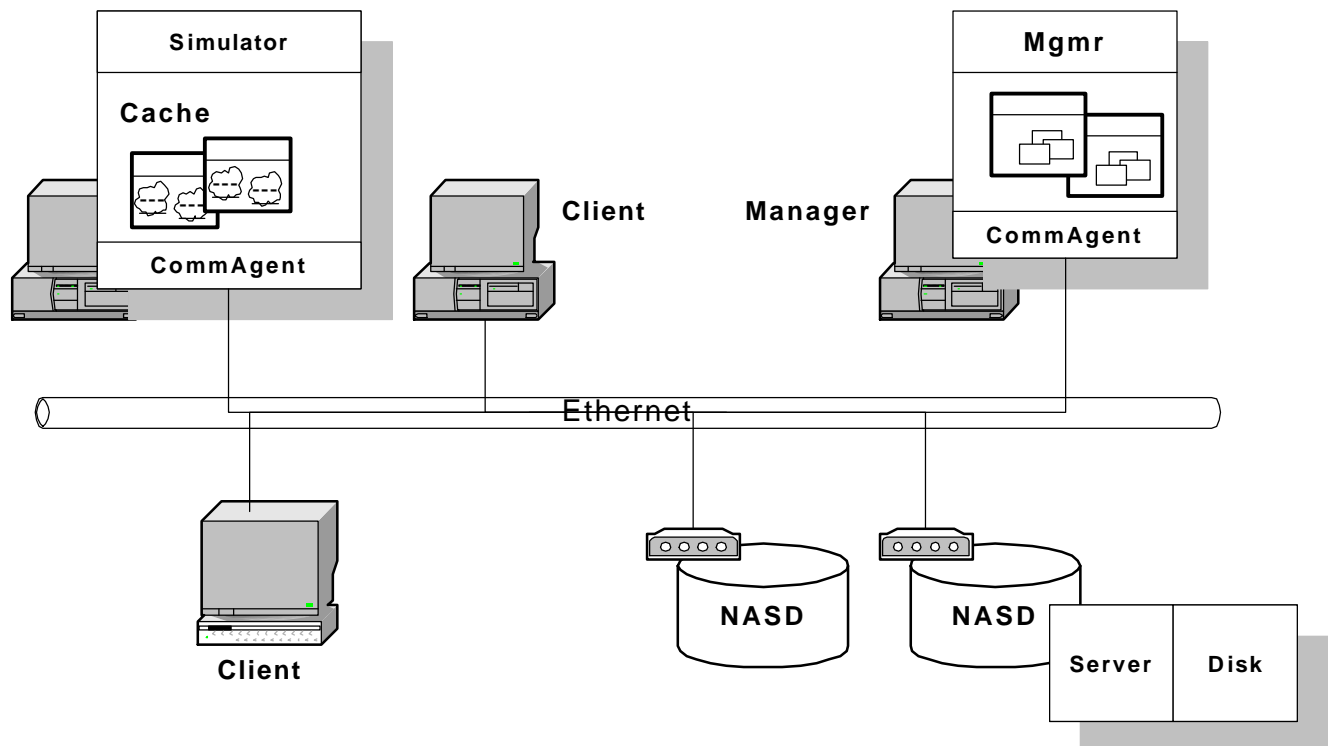 Simulator
Mgmr
Cache
Client
Manager
CommAgent
CommAgent
Ethernet
NASD
NASD
Server
Disk
Client